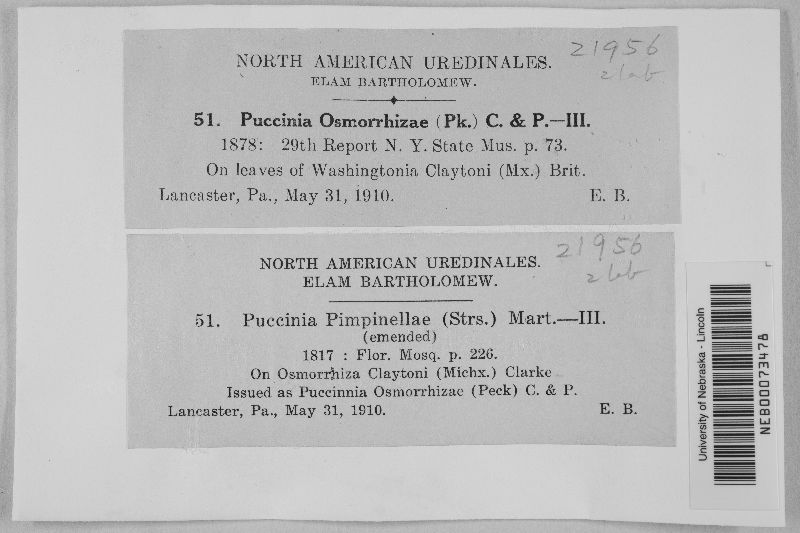 NORTH AMERICAN UREDINALES. 21956
ELAM BARTHOLOMEW. 2 lab
51. Puccinia Osmorrhizae (Pk.) C. & P.—III.
1878: 29th Report N. Y. State Mus. p. 73.
On leaves of Washingtonia Claytoni (Mx.) Brit.
Lancaster, Pa., May 31, 1910. E. B.
NORTH AMERICAN UREDINALES. 21956
ELAM BARTHOLOMEW. 2 lab
51. Puccinia Pimpinellae (Strs.) Mart.—III.
(emended)
1817 : Flor. Mosq. p. 226.
On Osmorrhiza Claytoni (Michx.) Clarke
Issued as Puccinnia Osmorrhizae (Peck) C. & P.
Lancaster, Pa., May 31, 1910. E. B.
University of Nebraska - Lincoln
NEB00073478